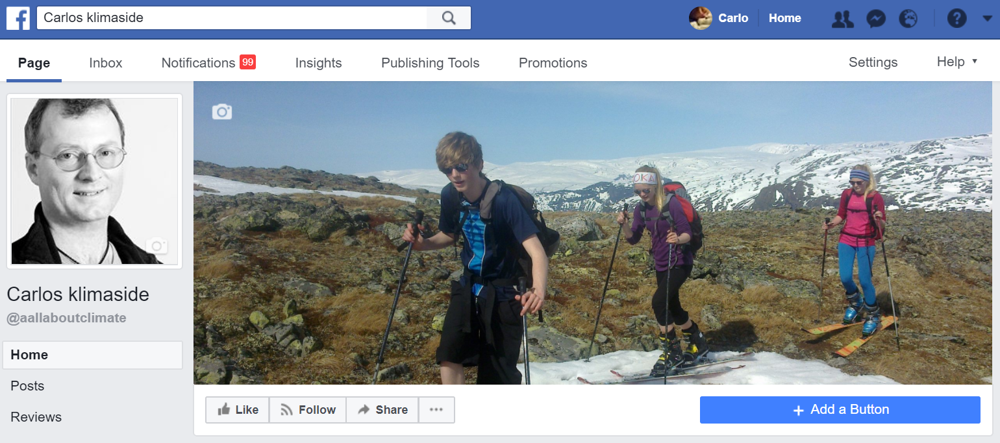 f Carlos klimaside
Carlo Home ?
Page Inbox Notifications 99 Insights Publishing Tools Promotions Settings Help
OKA
Carlos klimaside
@aallaboutclimate
Home
Posts
Reviews
Like Follow Share ...
+ Add a Button